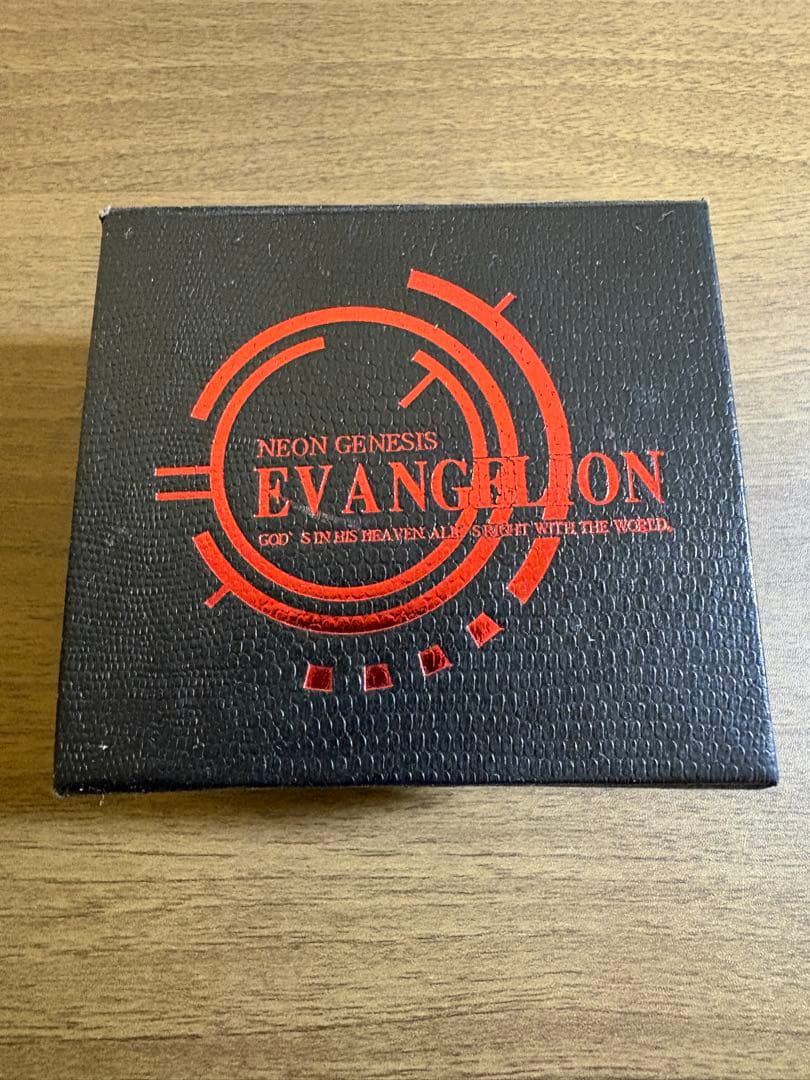 NEON GENESIS
EVANGELION
GOD'S IN HIS HEAVEN. ALL'S RIGHT WITH THE WORLD.